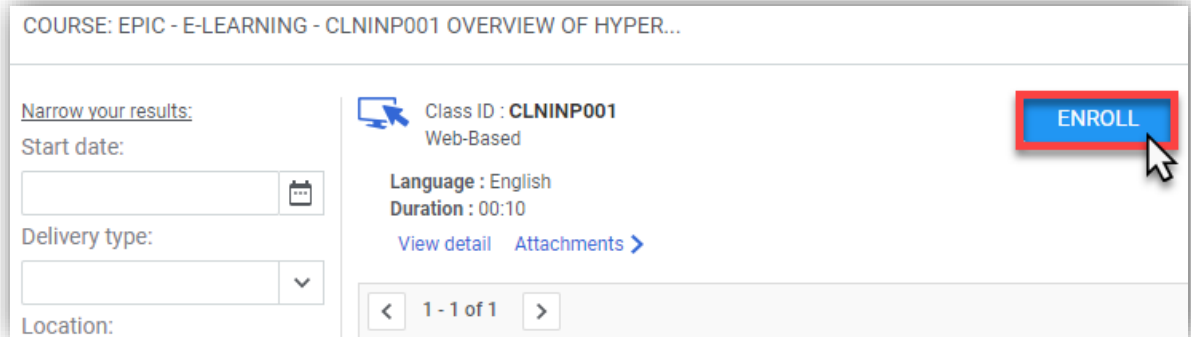 COURSE: EPIC - E-LEARNING - CLNINP001 OVERVIEW OF HYPER...
Narrow your results:
Start date:
Delivery type:
Location:
Class ID : CLNINP001
Web-Based
ENROLL
Language : English
Duration : 00:10
View detail Attachments
1 - 1 of 1